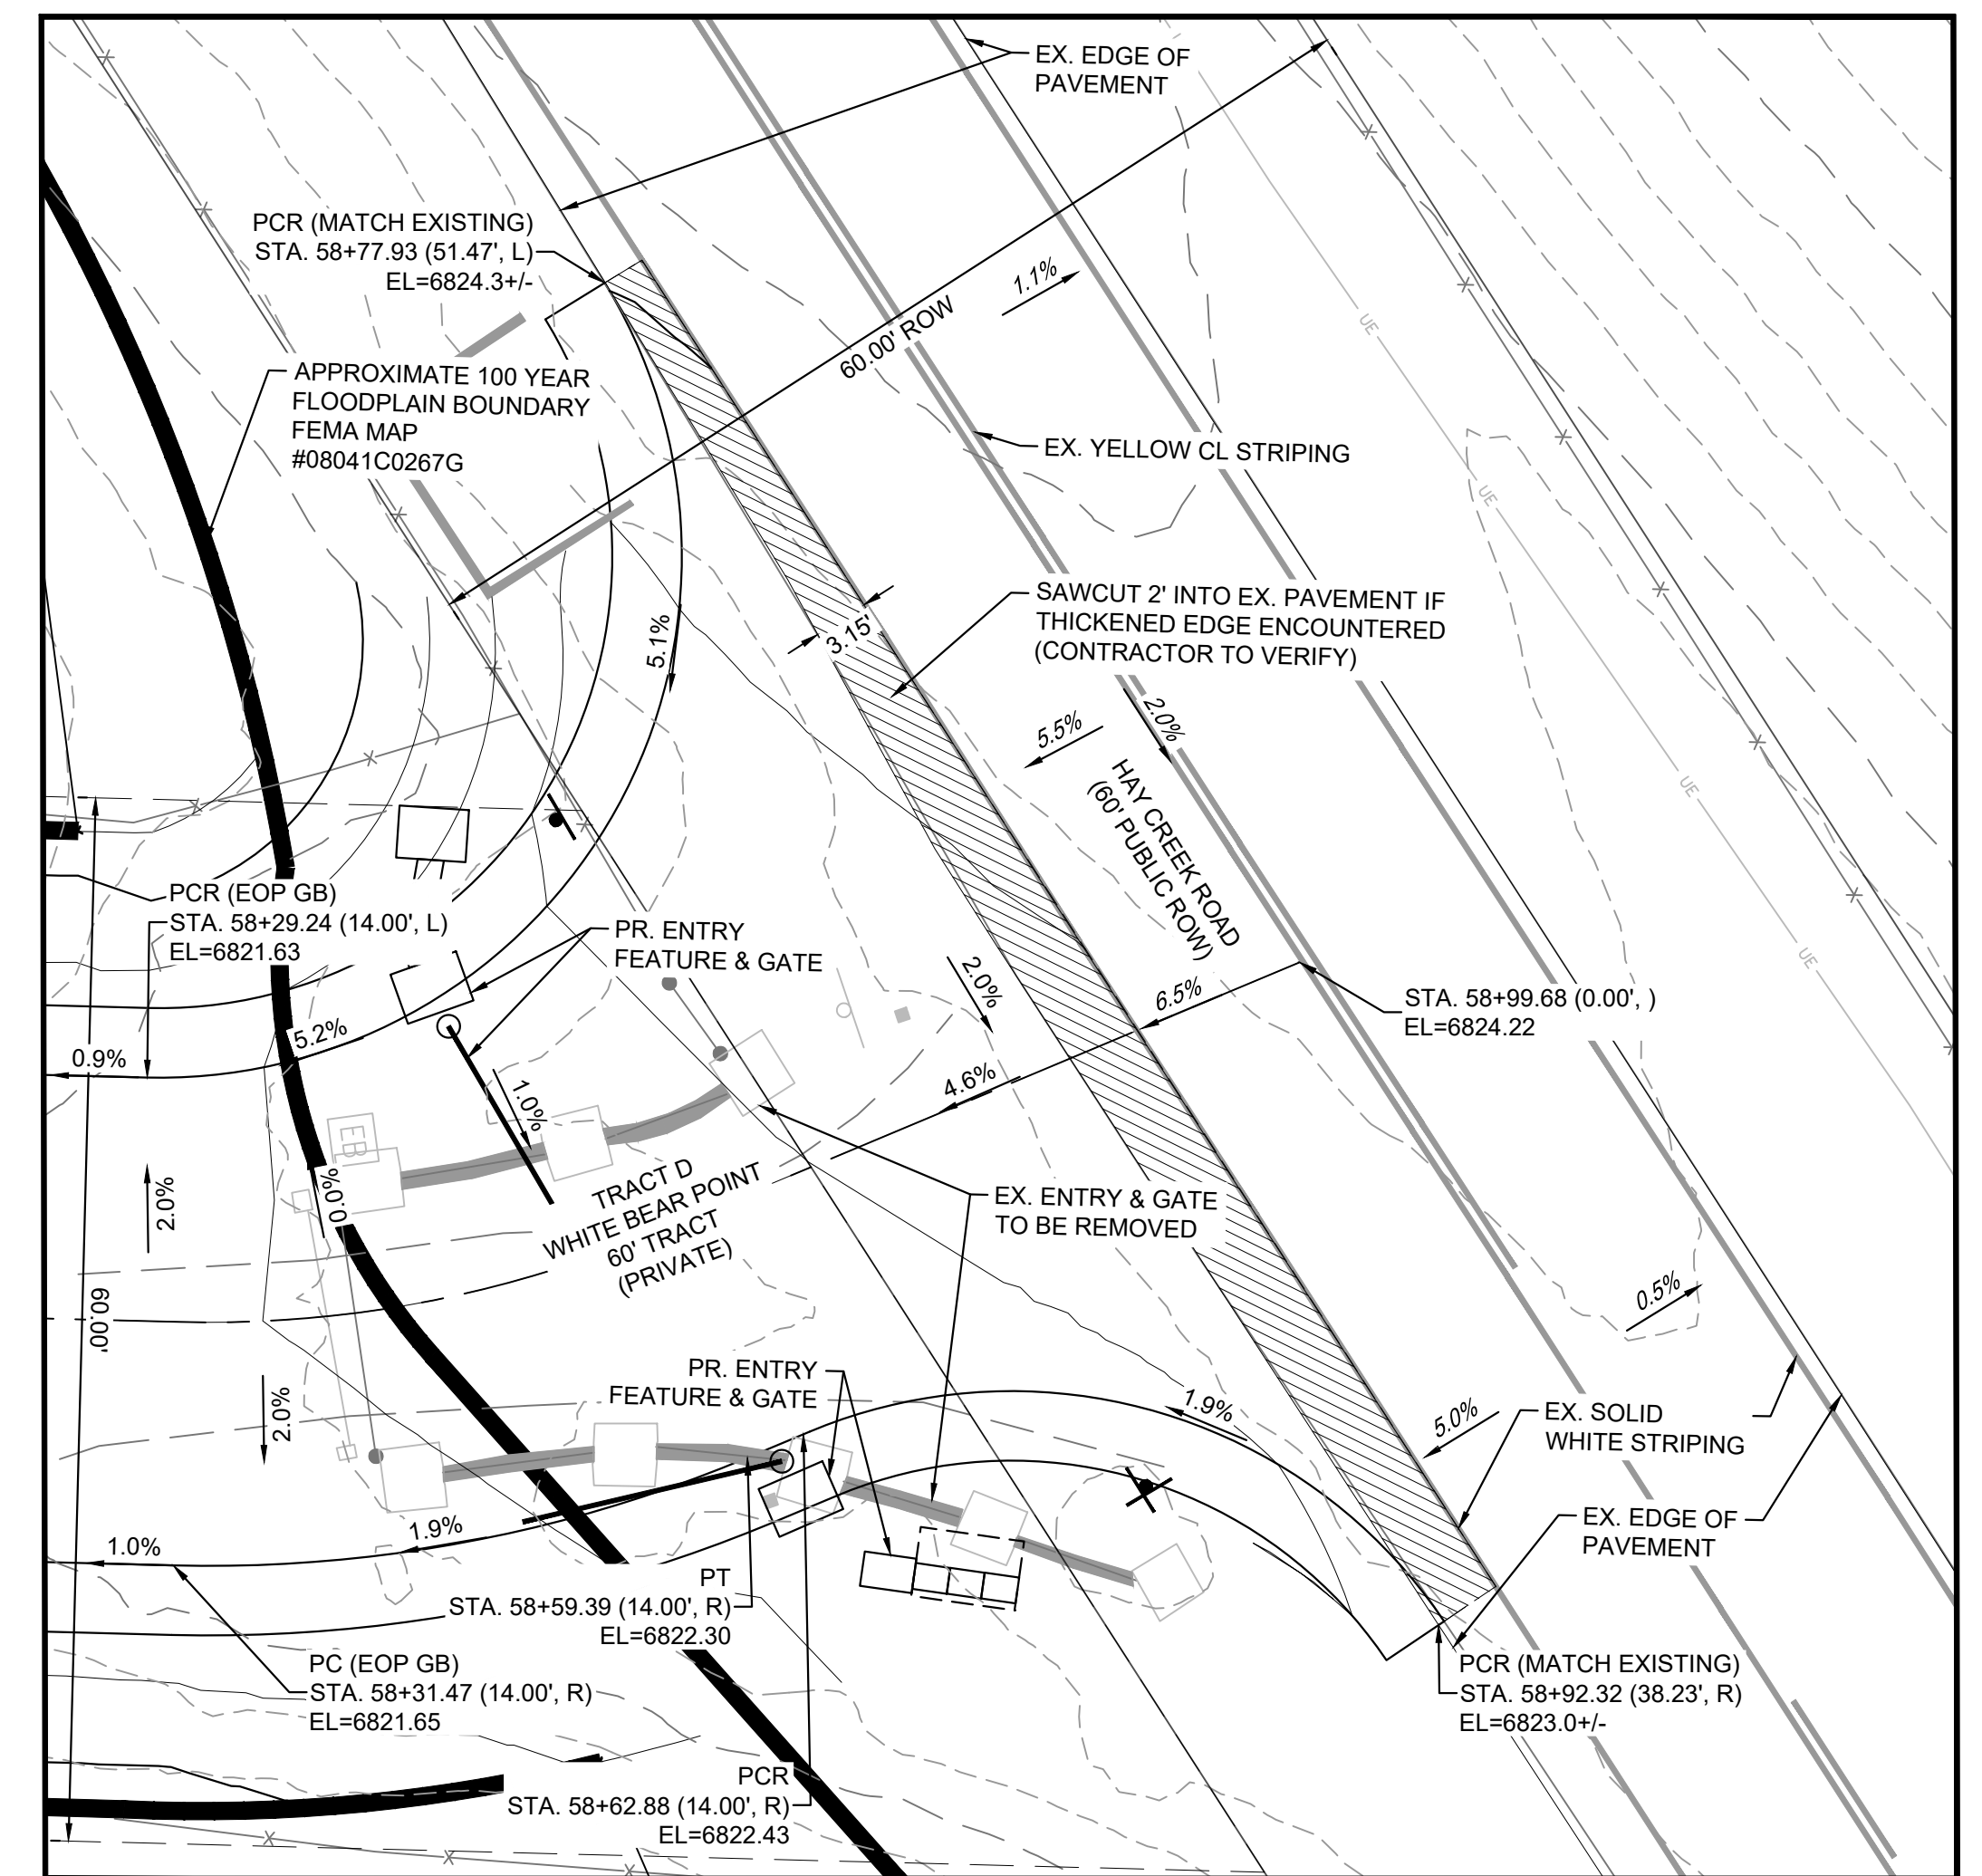 EX. EDGE OF
PAVEMENT
PCR (MATCH EXISTING)
STA. 58+77.93 (51.47', L)
EL=6824.3+/-
1.1%
60.00' ROW
UE
APPROXIMATE 100 YEAR
FLOODPLAIN BOUNDARY
FEMA MAP
#08041C0267G
EX. YELLOW CL STRIPING
UE
SAWCUT 2' INTO EX. PAVEMENT IF
THICKENED EDGE ENCOUNTERED
(CONTRACTOR TO VERIFY)
3.15'
5.1%
5.5%
2.0%
HAY CREEK ROAD
(60' PUBLIC ROW)
UE
UE
PCR (EOP GB)
STA. 58+29.24 (14.00', L)
EL=6821.63
PR. ENTRY
FEATURE & GATE
2.0%
6.5%
STA. 58+99.68 (0.00', )
EL=6824.22
5.2%
0.9%
4.6%
1.0%
EB
0.0%
2.0%
TRACT D
WHITE BEAR POINT
60' TRACT
(PRIVATE)
EX. ENTRY & GATE
TO BE REMOVED
60.00'
0.5%
2.0%
PR. ENTRY
FEATURE & GATE
1.9%
5.0%
EX. SOLID
WHITE STRIPING
EX. EDGE OF
PAVEMENT
1.9%
1.0%
PT
STA. 58+59.39 (14.00', R)
EL=6822.30
PC (EOP GB)
STA. 58+31.47 (14.00', R)
EL=6821.65
PCR (MATCH EXISTING)
STA. 58+92.32 (38.23', R)
EL=6823.0+/-
PCR
STA. 58+62.88 (14.00', R)
EL=6822.43